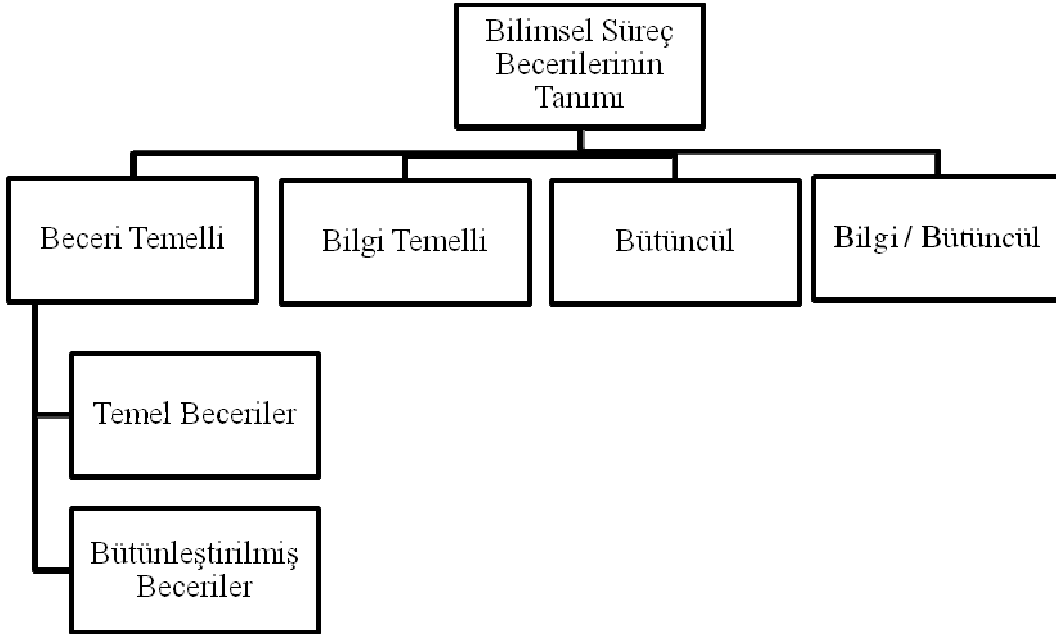 Bilimsel Süreç
Becerilerinin
Tanımı
Beceri Temelli
Bilgi Temelli
Bütüncül
Bilgi / Bütüncül
Temel Beceriler
Bütünleştirilmiş
Beceriler